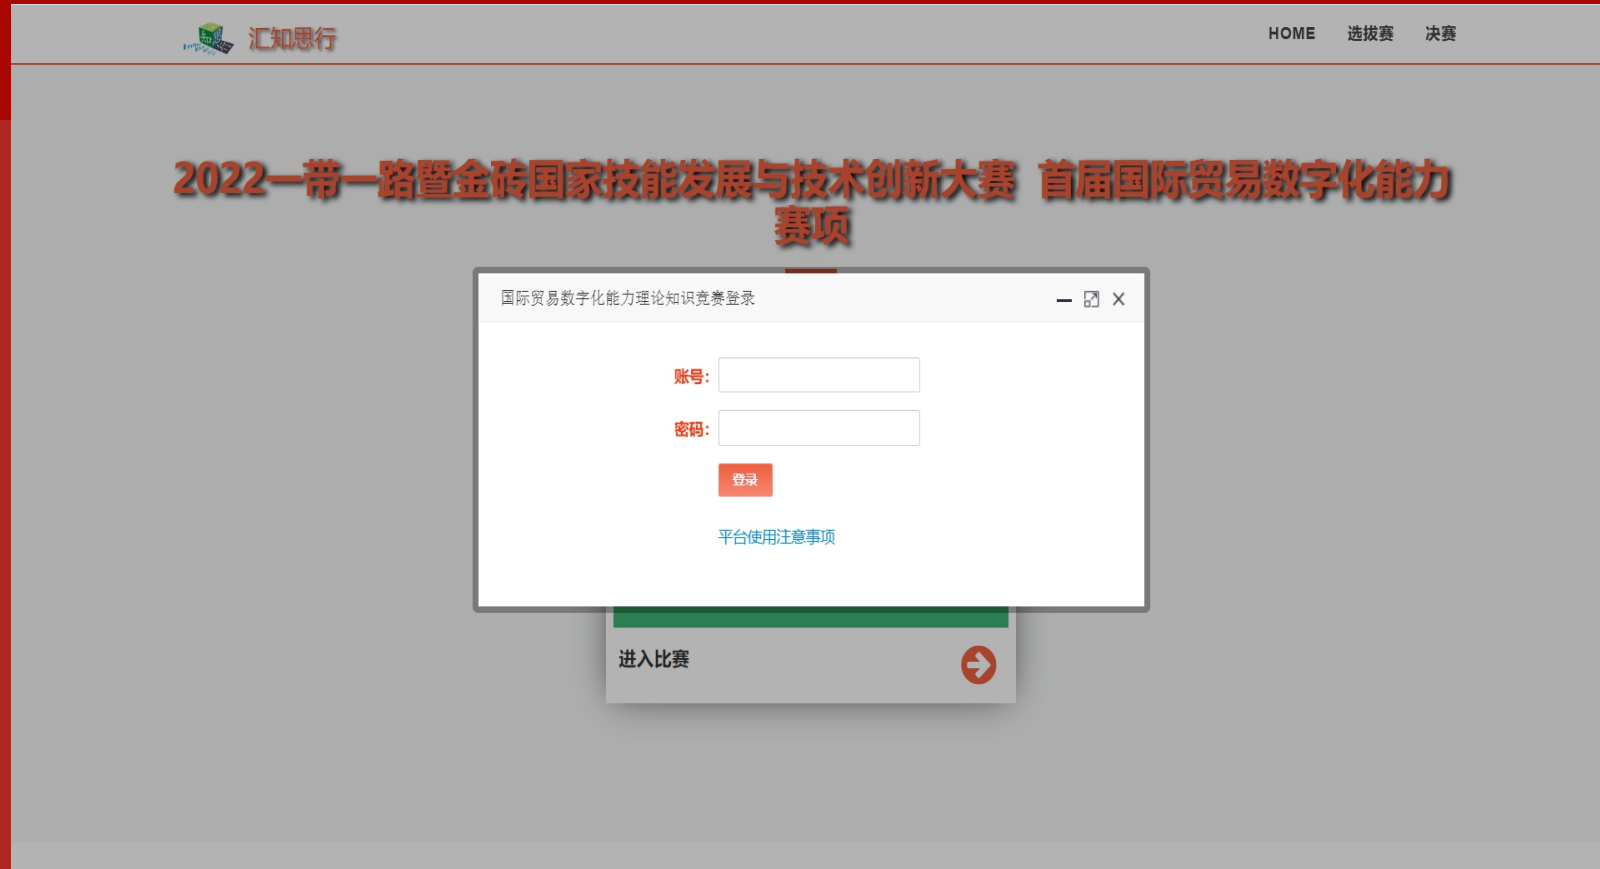 汇知思行
HOME 选拔赛 决赛
2022一带一路暨金砖国家技能发展与技术创新大赛 首届国际贸易数字化能力
赛项
国际贸易数字化能力理论知识竞赛登录
账号:
密码:
登录
平台使用注意事项
进入比赛